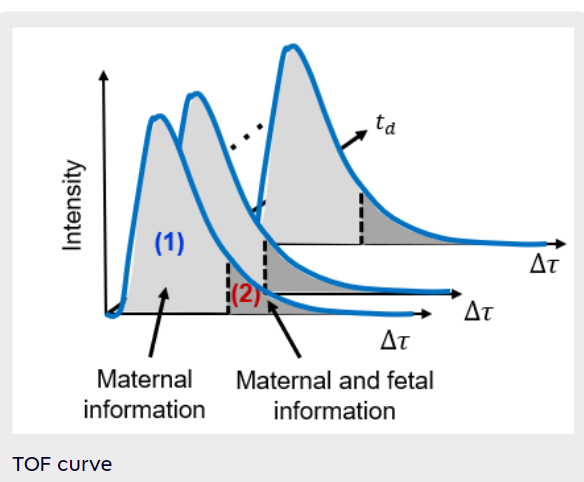 Intensity
t_d
(1)
(2)
Δτ
Δτ
Δτ
Maternal
information
Maternal and fetal
information
TOF curve